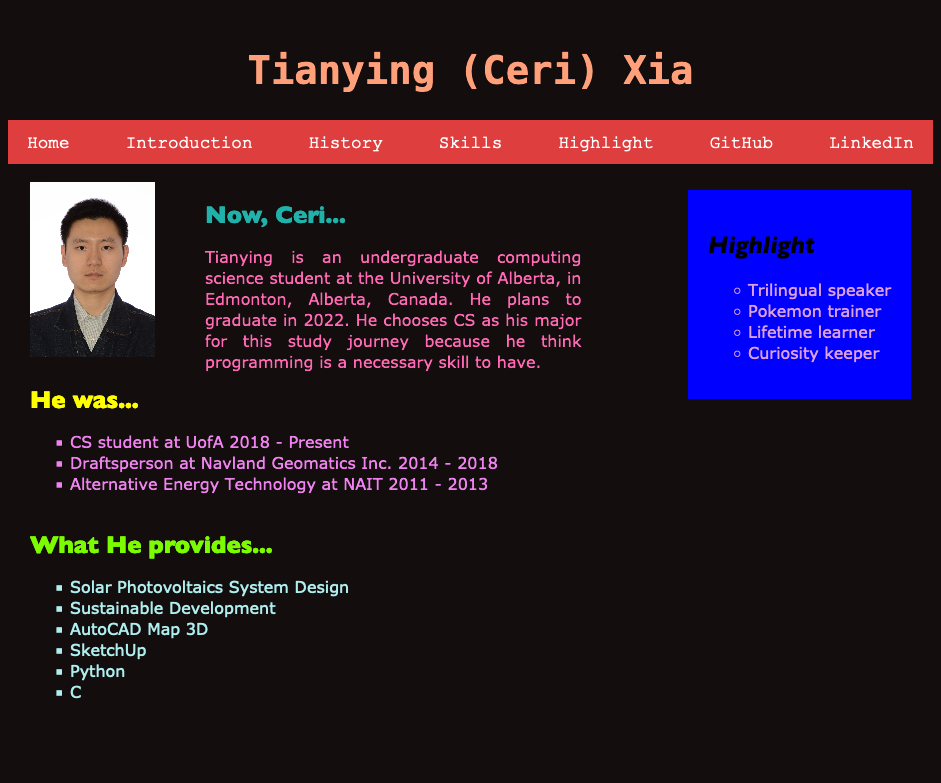 Tianying (Ceri) Xia
Home Introduction History Skills Highlight GitHub LinkedIn
Now, Ceri...
Tianying is an undergraduate computing
science student at the University of Alberta, in
Edmonton, Alberta, Canada. He plans to
graduate in 2022. He chooses CS as his major
for this study journey because he think
programming is a necessary skill to have.
Highlight
Trilingual speaker
Pokemon trainer
Lifetime learner
Curiosity keeper
He was...
CS student at UofA 2018 - Present
Draftsperson at Navland Geomatics Inc. 2014 - 2018
Alternative Energy Technology at NAIT 2011 - 2013
What He provides...
Solar Photovoltaics System Design
Sustainable Development
AutoCAD Map 3D
SketchUp
Python
C